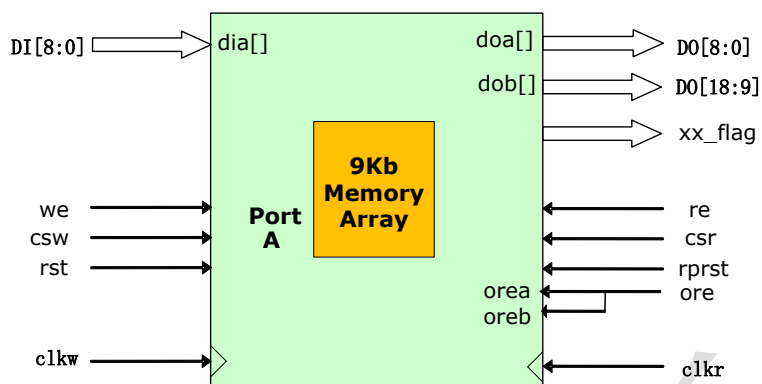 DI[8:0]
dia[]
doa[]
DO[8:0]
dob[]
DO[18:9]
xx_flag
9Kb
Memory
Array
Port
A
we
csw
rst
re
csr
rprst
orea
ore
oreb
clkw
clkr